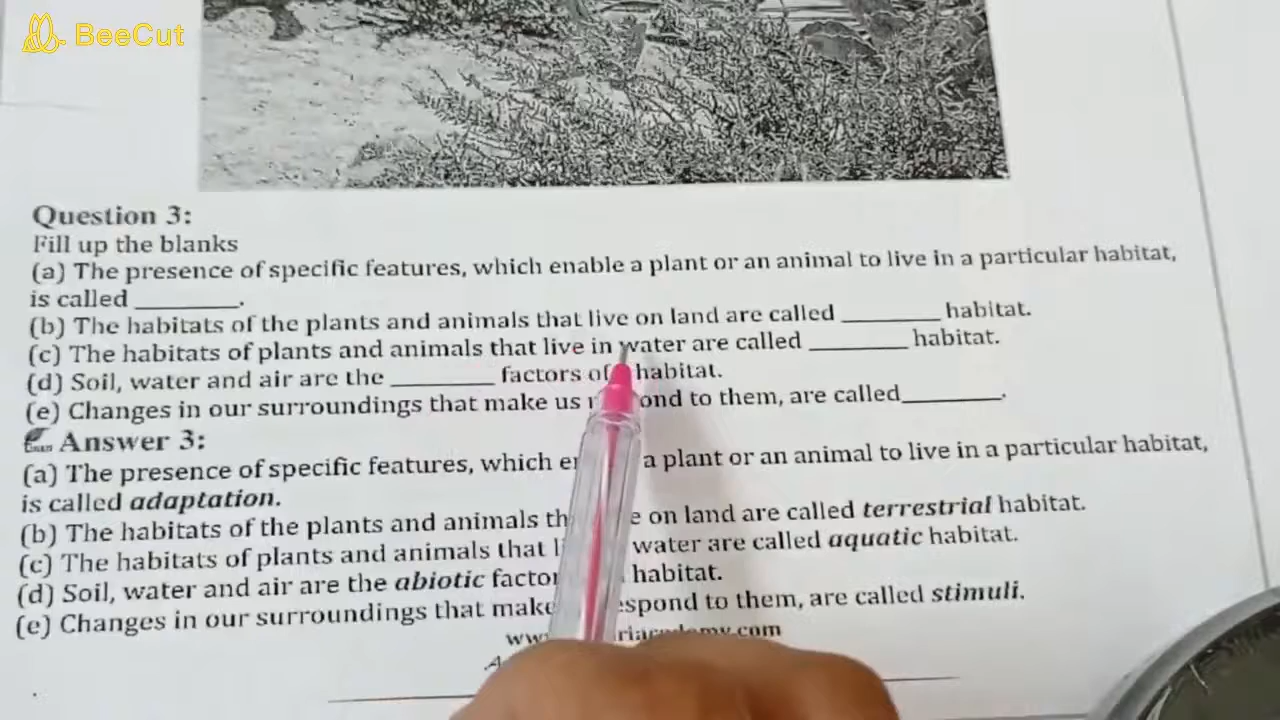 BeeCut
Question 3:
Fill up the blanks
(a) The presence of specific features, which enable a plant or an animal to live in a particular habitat,
is called ________.
(b) The habitats of the plants and animals that live on land are called ________ habitat.
(c) The habitats of plants and animals that live in water are called ________ habitat.
(d) Soil, water and air are the ________ factors of habitat.
(e) Changes in our surroundings that make us ond to them, are called________.
Answer 3:
(a) The presence of specific features, which a plant or an animal to live in a particular habitat,
is called adaptation.
(b) The habitats of the plants and animals on land are called terrestrial habitat.
(c) The habitats of plants and animals that water are called aquatic habitat.
(d) Soil, water and air are the abiotic factor habitat.
(e) Changes in our surroundings that make espond to them, are called stimuli.